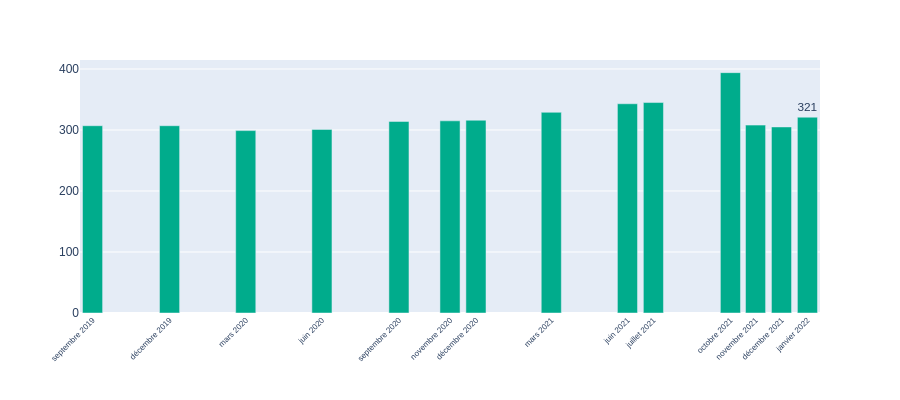 400
300
200
100
0
321
septembre 2019
décembre 2019
mars 2020
juin 2020
septembre 2020
novembre 2020
décembre 2020
mars 2021
juin 2021
juillet 2021
octobre 2021
novembre 2021
décembre 2021
janvier 2022